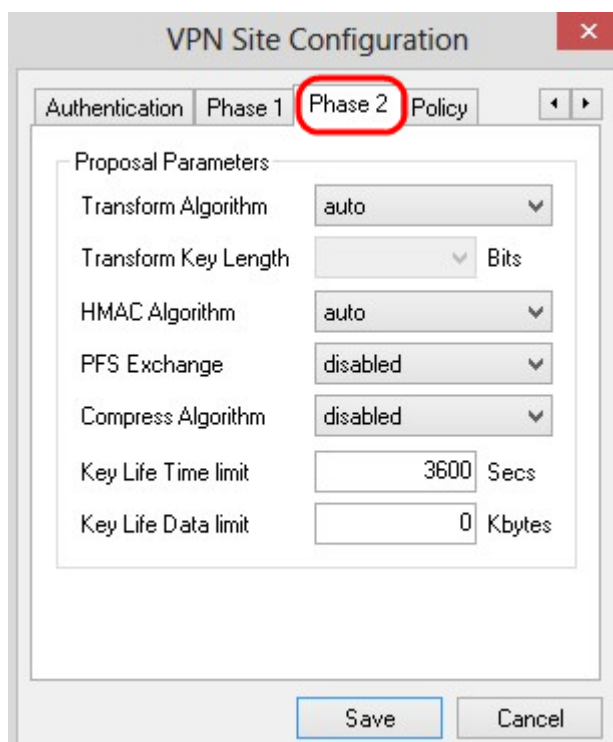 VPN Site Configuration
Authentication Phase 1 Phase 2 Policy
Proposal Parameters
Transform Algorithm auto
Transform Key Length Bits
HMAC Algorithm auto
PFS Exchange disabled
Compress Algorithm disabled
Key Life Time limit 3600 Secs
Key Life Data limit 0 Kbytes
Save Cancel